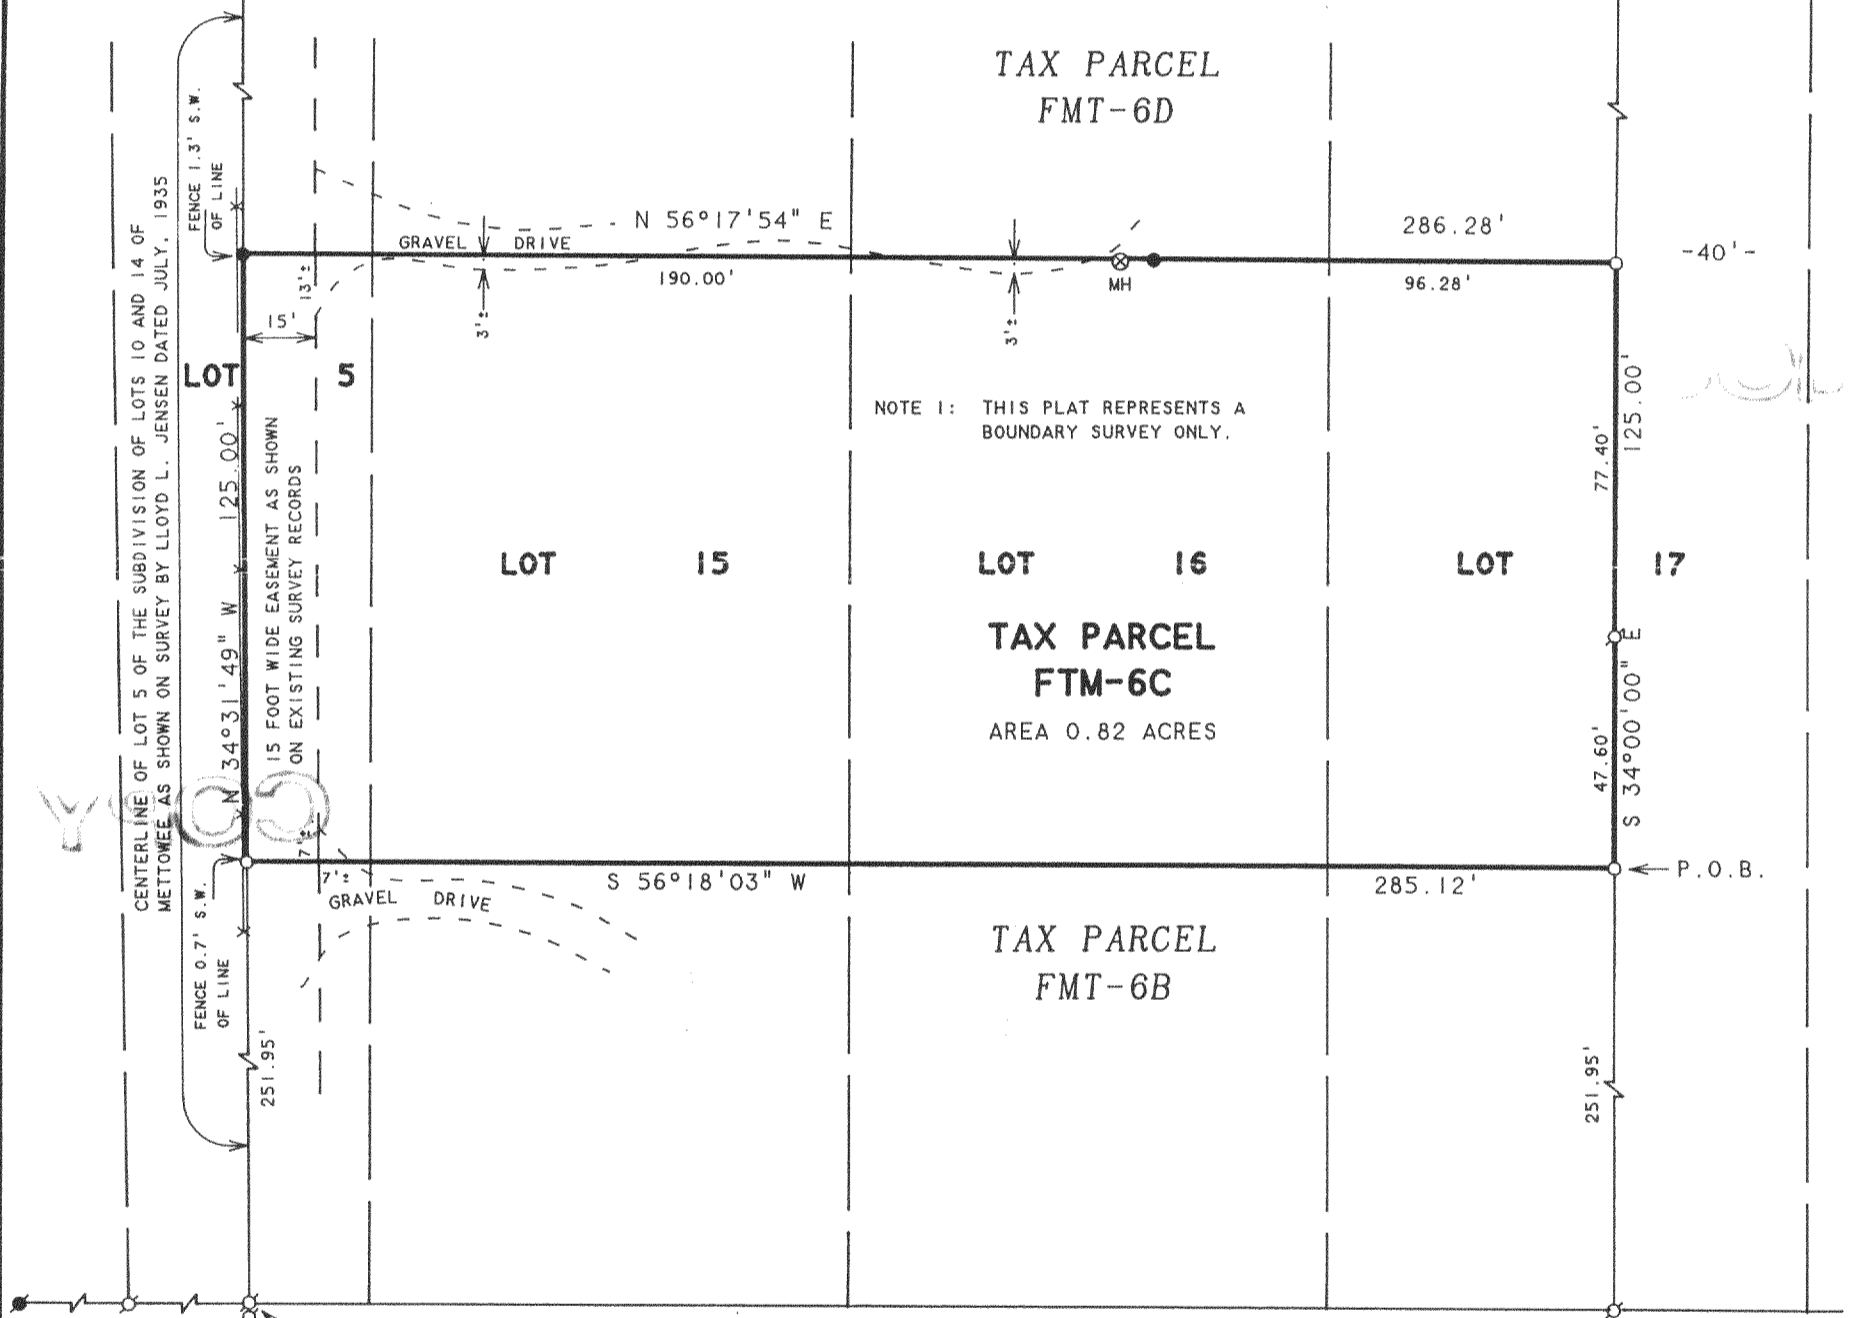 TAX PARCEL
FMT-6D
FENCE 1.3' S.W.
OF LINE
N 56°17'54" E
286.28'
GRAVEL DRIVE
-40'-
190.00'
96.28'
MH
13'±
15'
3'±
3'±
LOT 5
CENTERLINE OF LOT 5 OF THE SUBDIVISION OF LOTS 10 AND 14 OF
METTOWEE AS SHOWN ON SURVEY BY LLOYD L. JENSEN DATED JULY, 1935
N 34°31'49" W 125.00'
15 FOOT WIDE EASEMENT AS SHOWN
ON EXISTING SURVEY RECORDS
NOTE 1: THIS PLAT REPRESENTS A
BOUNDARY SURVEY ONLY.
77.40'
S 34°00'00" E 125.00'
LOT 15
LOT 16
LOT 17
TAX PARCEL
FTM-6C
AREA 0.82 ACRES
47.60'
COPY
7'±
7'±
S 56°18'03" W
285.12'
P.O.B.
GRAVEL DRIVE
FENCE 0.7' S.W.
OF LINE
TAX PARCEL
FMT-6B
251.95'
251.95'